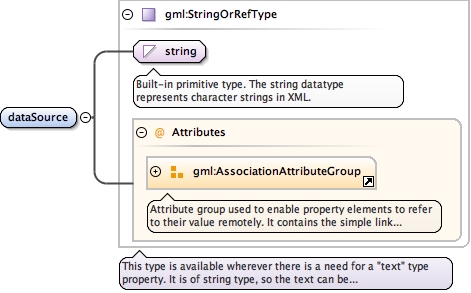 gml:StringOrRefType
string
Built-in primitive type. The string datatype
represents character strings in XML.
dataSource
@ Attributes
gml:AssociationAttributeGroup
Attribute group used to enable property elements to refer
to their value remotely. It contains the simple link...
This type is available wherever there is a need for a "text" type
property. It is of string type, so the text can be...